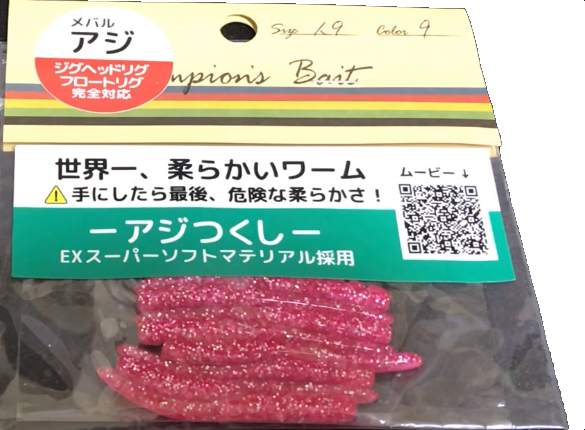 メバル
アジ
ジグヘッドリグ
フロートリグ
完全対応
Size 1.9 Color 9
mpion's Bait
世界一、柔らかいワーム
手にしたら最後、危険な柔らかさ！
ムービー↓
ーアジつくしー
EXスーパーソフトマテリアル採用